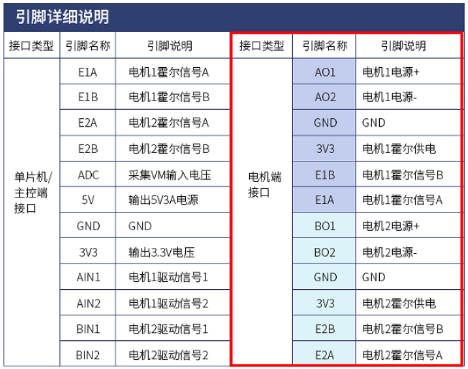 引脚详细说明
接口类型 引脚名称 引脚说明 接口类型 引脚名称 引脚说明
E1A 电机1霍尔信号A AO1 电机1电源+
E1B 电机1霍尔信号B AO2 电机1电源-
E2A 电机2霍尔信号A GND GND
E2B 电机2霍尔信号B 3V3 电机1霍尔供电
单片机/
主控端
接口
ADC 采集VM输入电压
电机端
接口
E1B 电机1霍尔信号B
5V 输出5V3A电源 E1A 电机1霍尔信号A
GND GND BO1 电机2电源+
3V3 输出3.3V电压 BO2 电机2电源-
AIN1 电机1驱动信号1 GND GND
AIN2 电机1驱动信号2 3V3 电机2霍尔供电
BIN1 电机2驱动信号1 E2B 电机2霍尔信号B
BIN2 电机2驱动信号2 E2A 电机2霍尔信号A